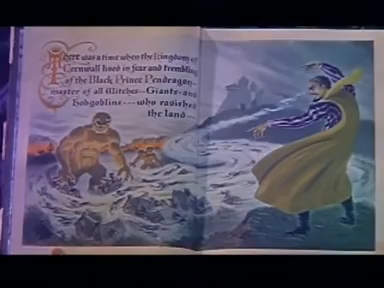 There was a time when the Kingdom of
Cornwall lived in fear and trembling
of the Black Prince Pendragon-
master of all Witches-Giants-and
hobgoblins---who ravished
the land-